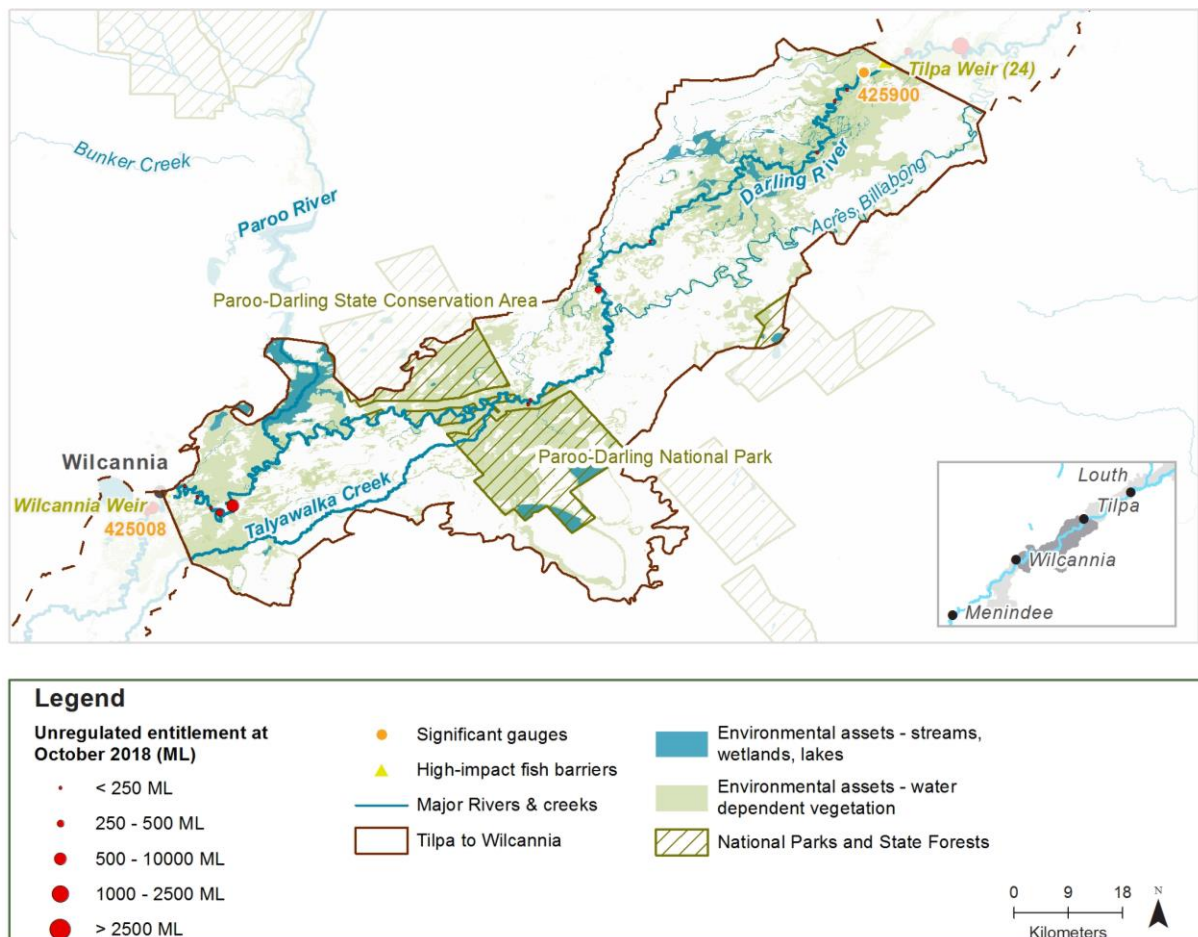 Tilpa Weir (24)
425900
Bunker Creek
Darling River
Acres Billabong
Paroo River
Paroo-Darling State Conservation Area
Paroo-Darling National Park
Wilcannia
Wilcannia Weir
425008
Talyawalka Creek
Louth
Tilpa
Wilcannia
Menindee
Legend
Unregulated entitlement at
October 2018 (ML)
< 250 ML
250 - 500 ML
500 - 10000 ML
1000 - 2500 ML
> 2500 ML
Significant gauges
High-impact fish barriers
Major Rivers & creeks
Tilpa to Wilcannia
Environmental assets - streams,
wetlands, lakes
Environmental assets - water
dependent vegetation
National Parks and State Forests
0 9 18
N
Kilometers